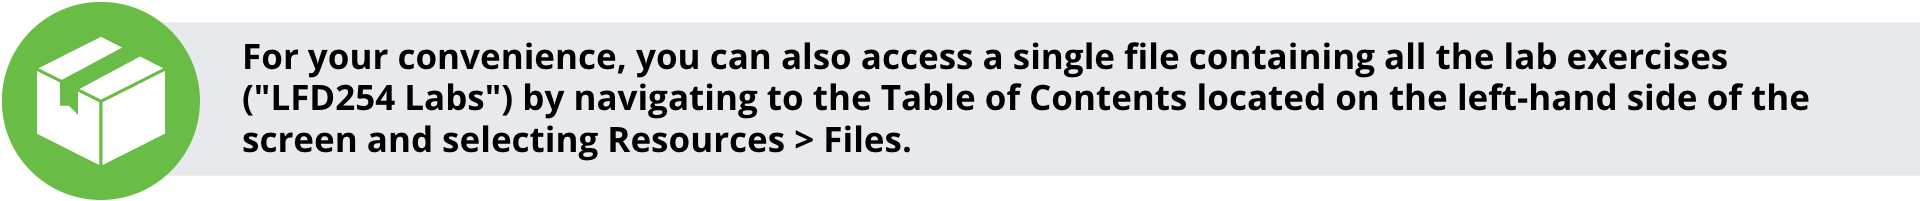 For your convenience, you can also access a single file containing all the lab exercises
("LFD254 Labs") by navigating to the Table of Contents located on the left-hand side of the
screen and selecting Resources > Files.